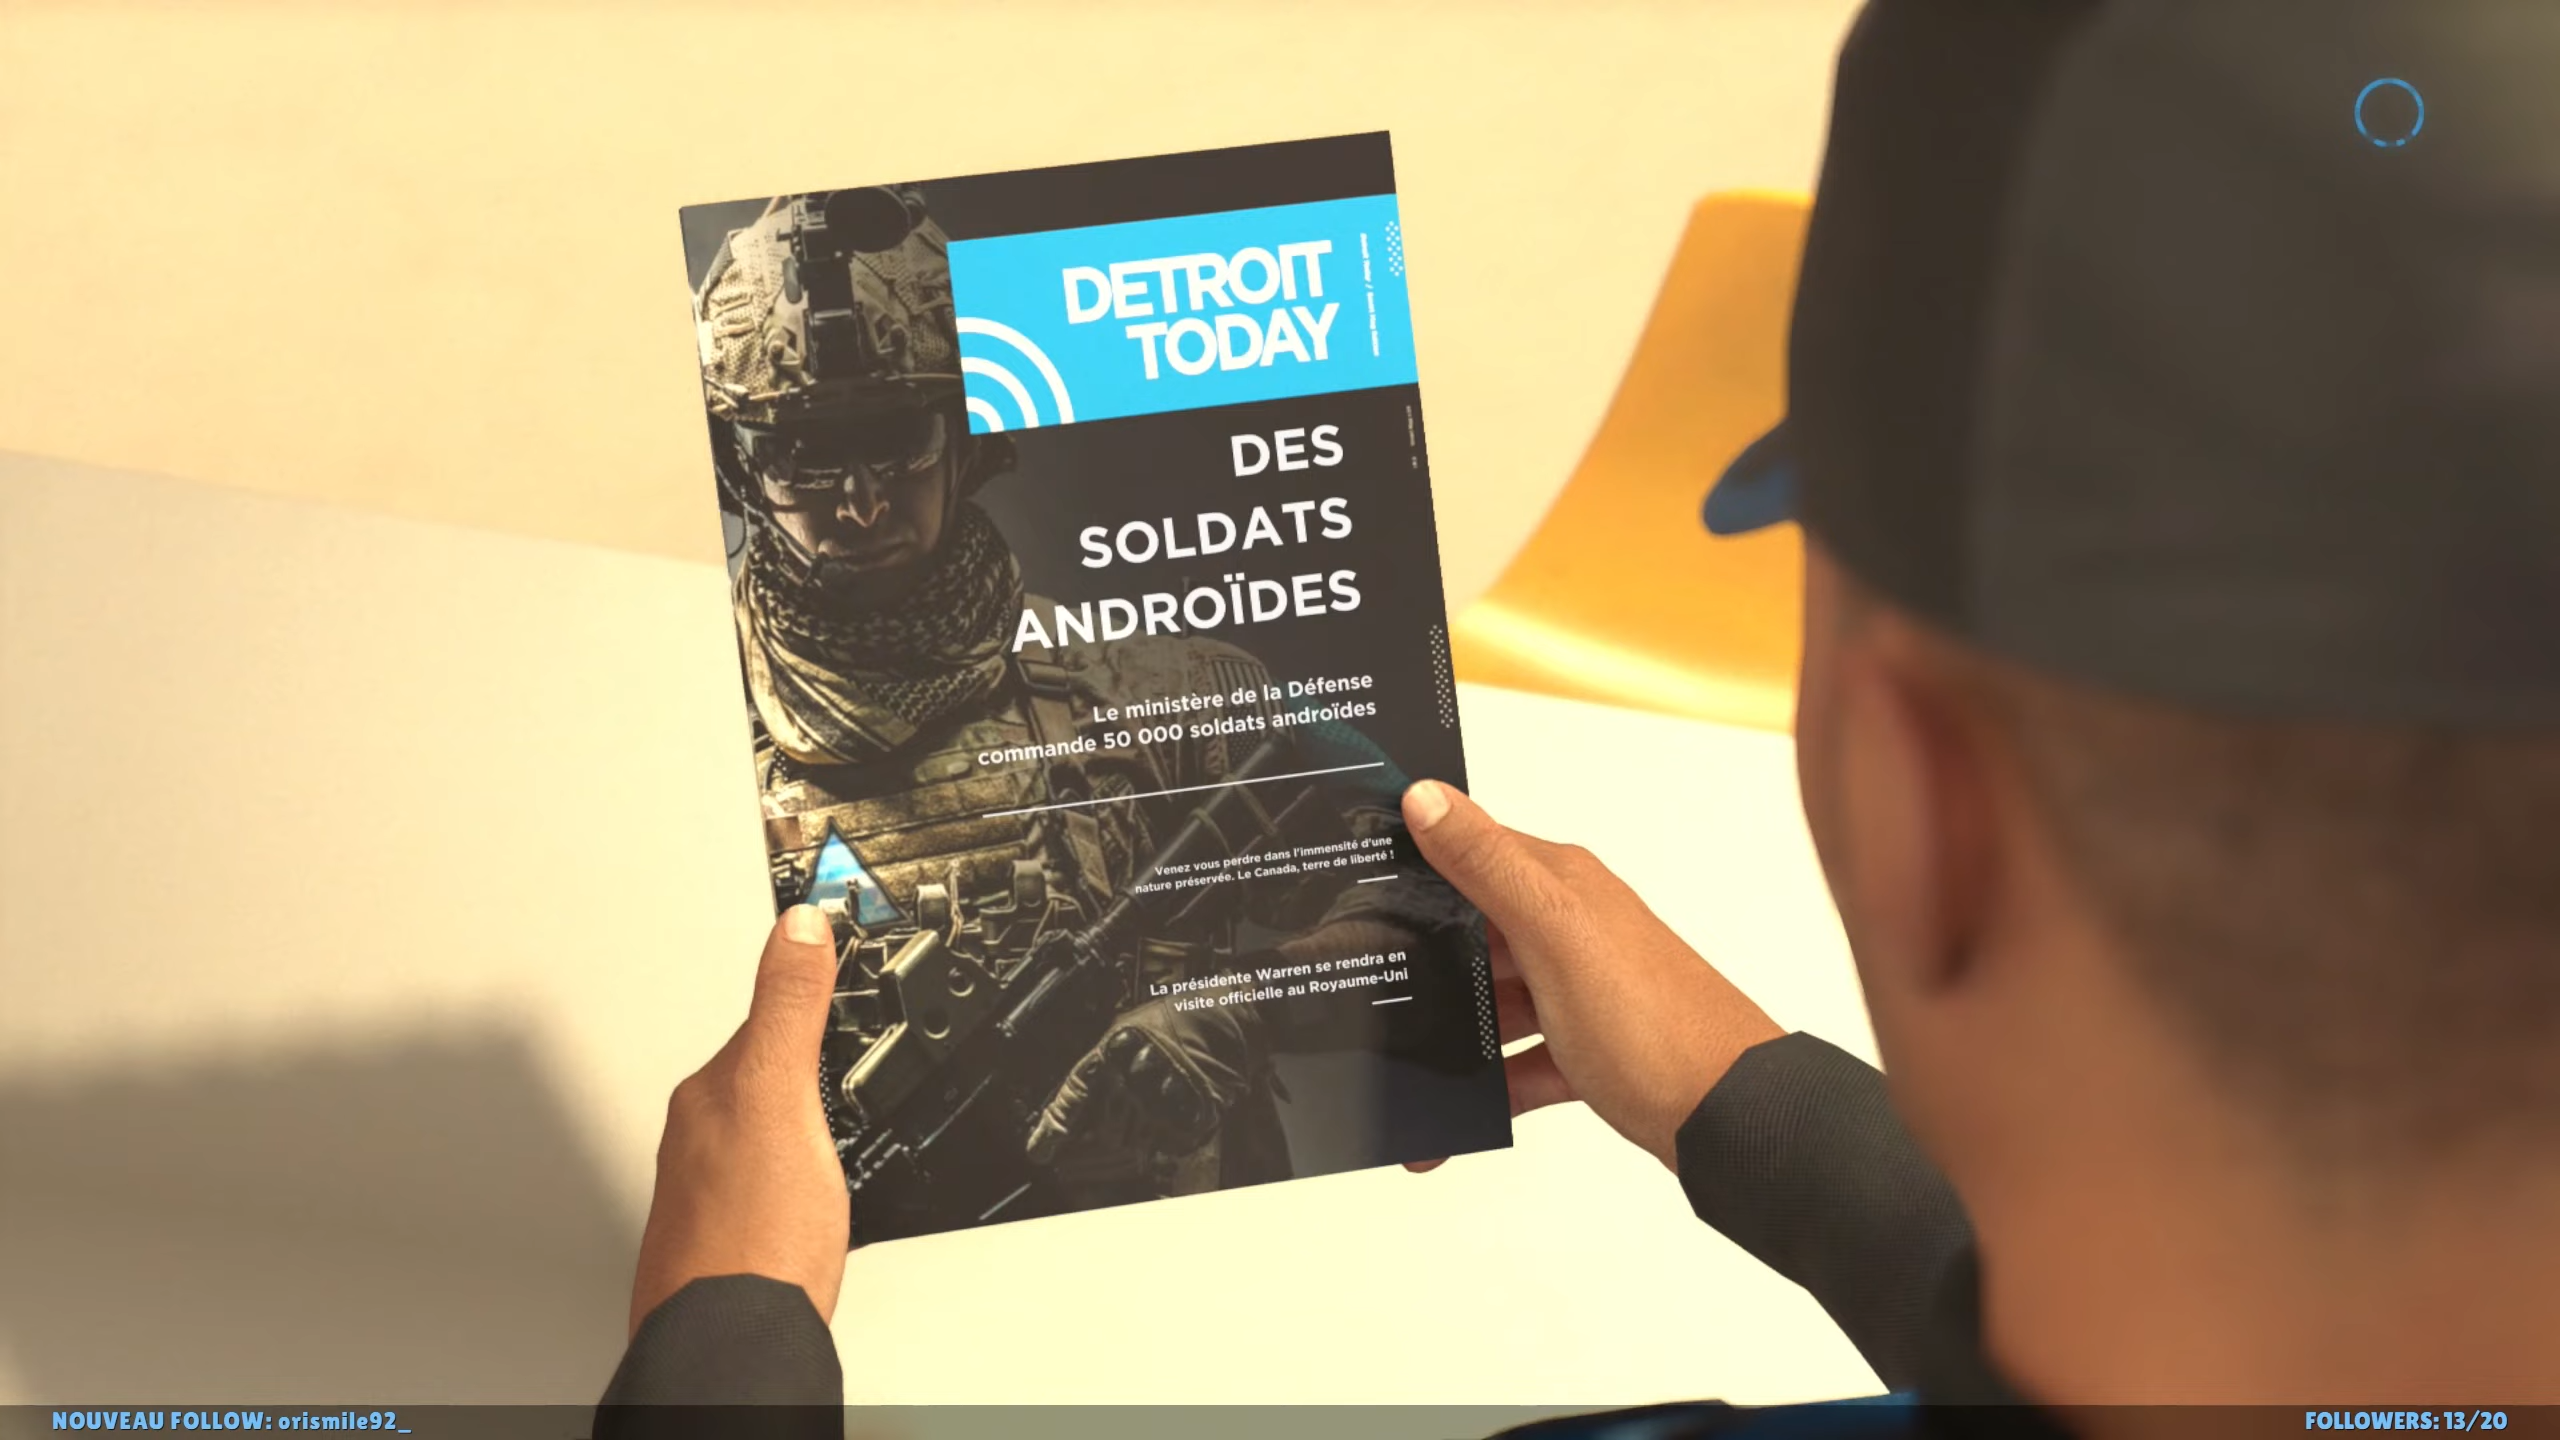 DETROIT
TODAY
DES
SOLDATS
ANDROÏDES
Le ministère de la Défense
commande 50 000 soldats androïdes
Venez vous perdre dans l'immensité d'une
nature préservée. Le Canada, terre de liberté !
La présidente Warren se rendra en
visite officielle au Royaume-Uni
NOUVEAU FOLLOW: orismile92_
FOLLOWERS: 13/20